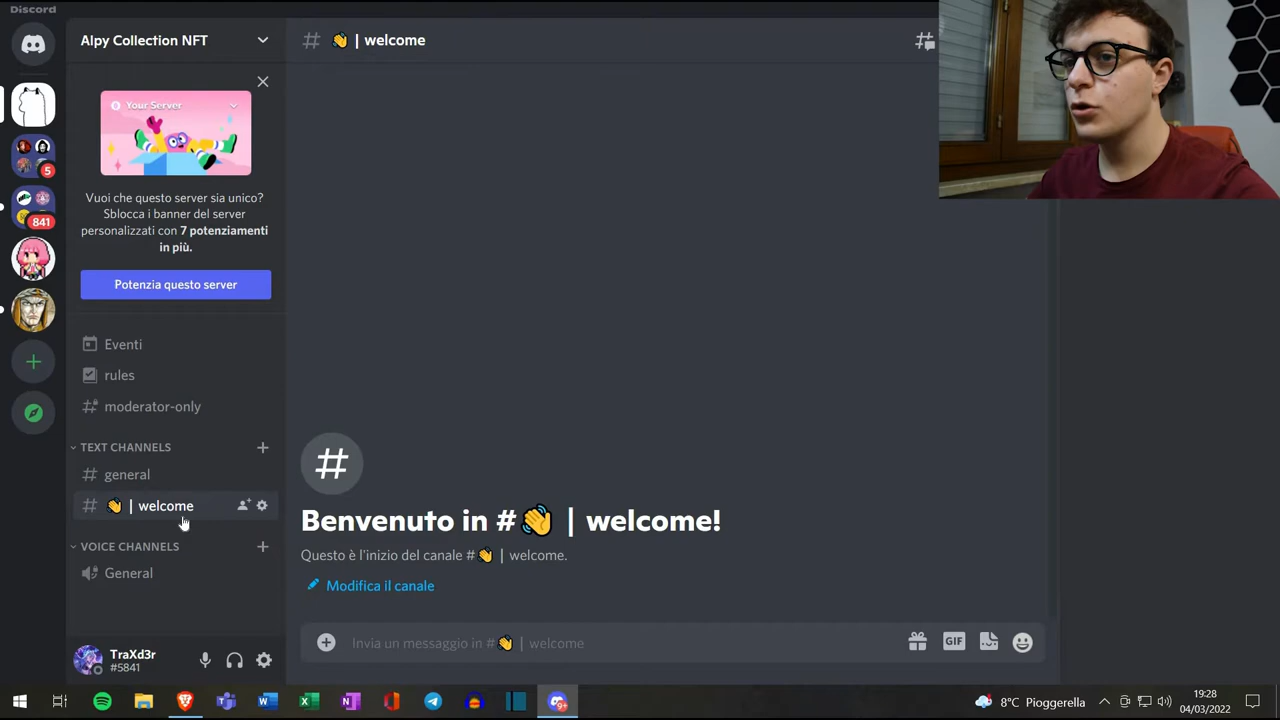 Discord
Alpy Collection NFT
👋 | welcome
Your Server
Vuoi che questo server sia unico?
Sblocca i banner del server
personalizzati con 7 potenziamenti
in più.
Potenzia questo server
5
841
Eventi
rules
moderator-only
TEXT CHANNELS
general
👋 | welcome
VOICE CHANNELS
General
Benvenuto in #👋 | welcome!
Questo è l'inizio del canale #👋 | welcome.
Modifica il canale
Invia un messaggio in #👋 | welcome
GIF
TraXd3r
#5841
8°C Pioggerella
19:28
04/03/2022